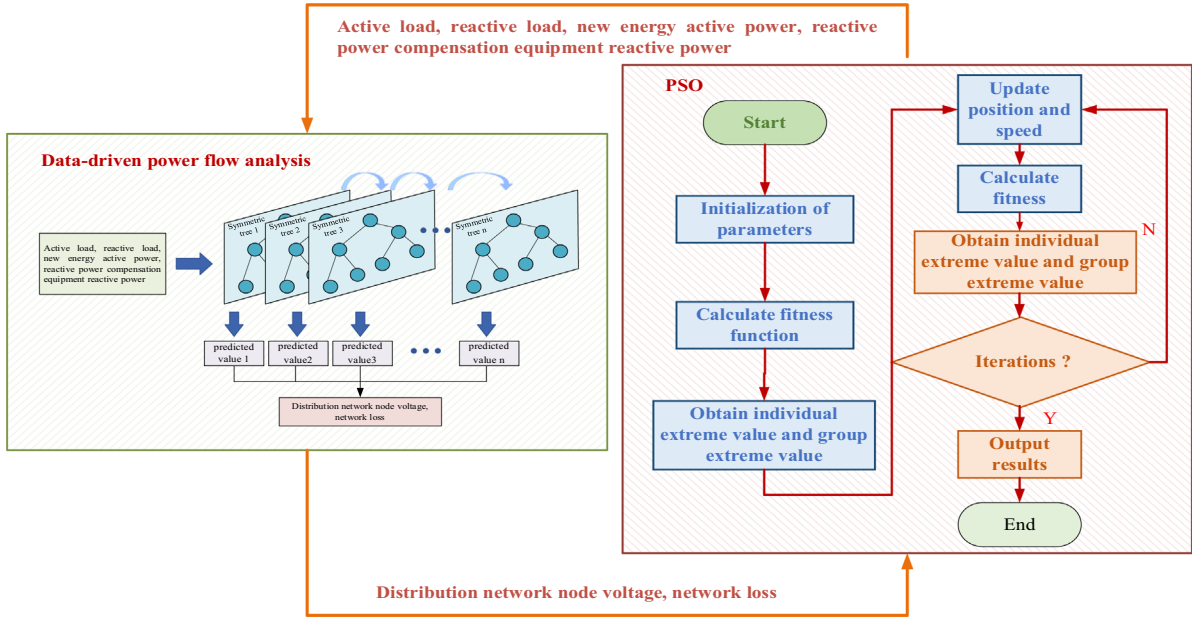 Active load, reactive load, new energy active power, reactive
power compensation equipment reactive power
Data-driven power flow analysis
Active load, reactive load,
new energy active power,
reactive power compensation
equipment reactive power
Symmetric
tree 1
Symmetric
tree 2
Symmetric
tree 3
Symmetric
tree n
predicted
value 1
predicted
value2
predicted
value3
predicted
value n
Distribution network node voltage,
network loss
PSO
Start
Initialization of
parameters
Calculate fitness
function
Obtain individual
extreme value and group
extreme value
Update
position and
speed
Calculate
fitness
N
Obtain individual
extreme value and group
extreme value
Iterions ?
Y
Output
results
End
Distribution network node voltage, network loss